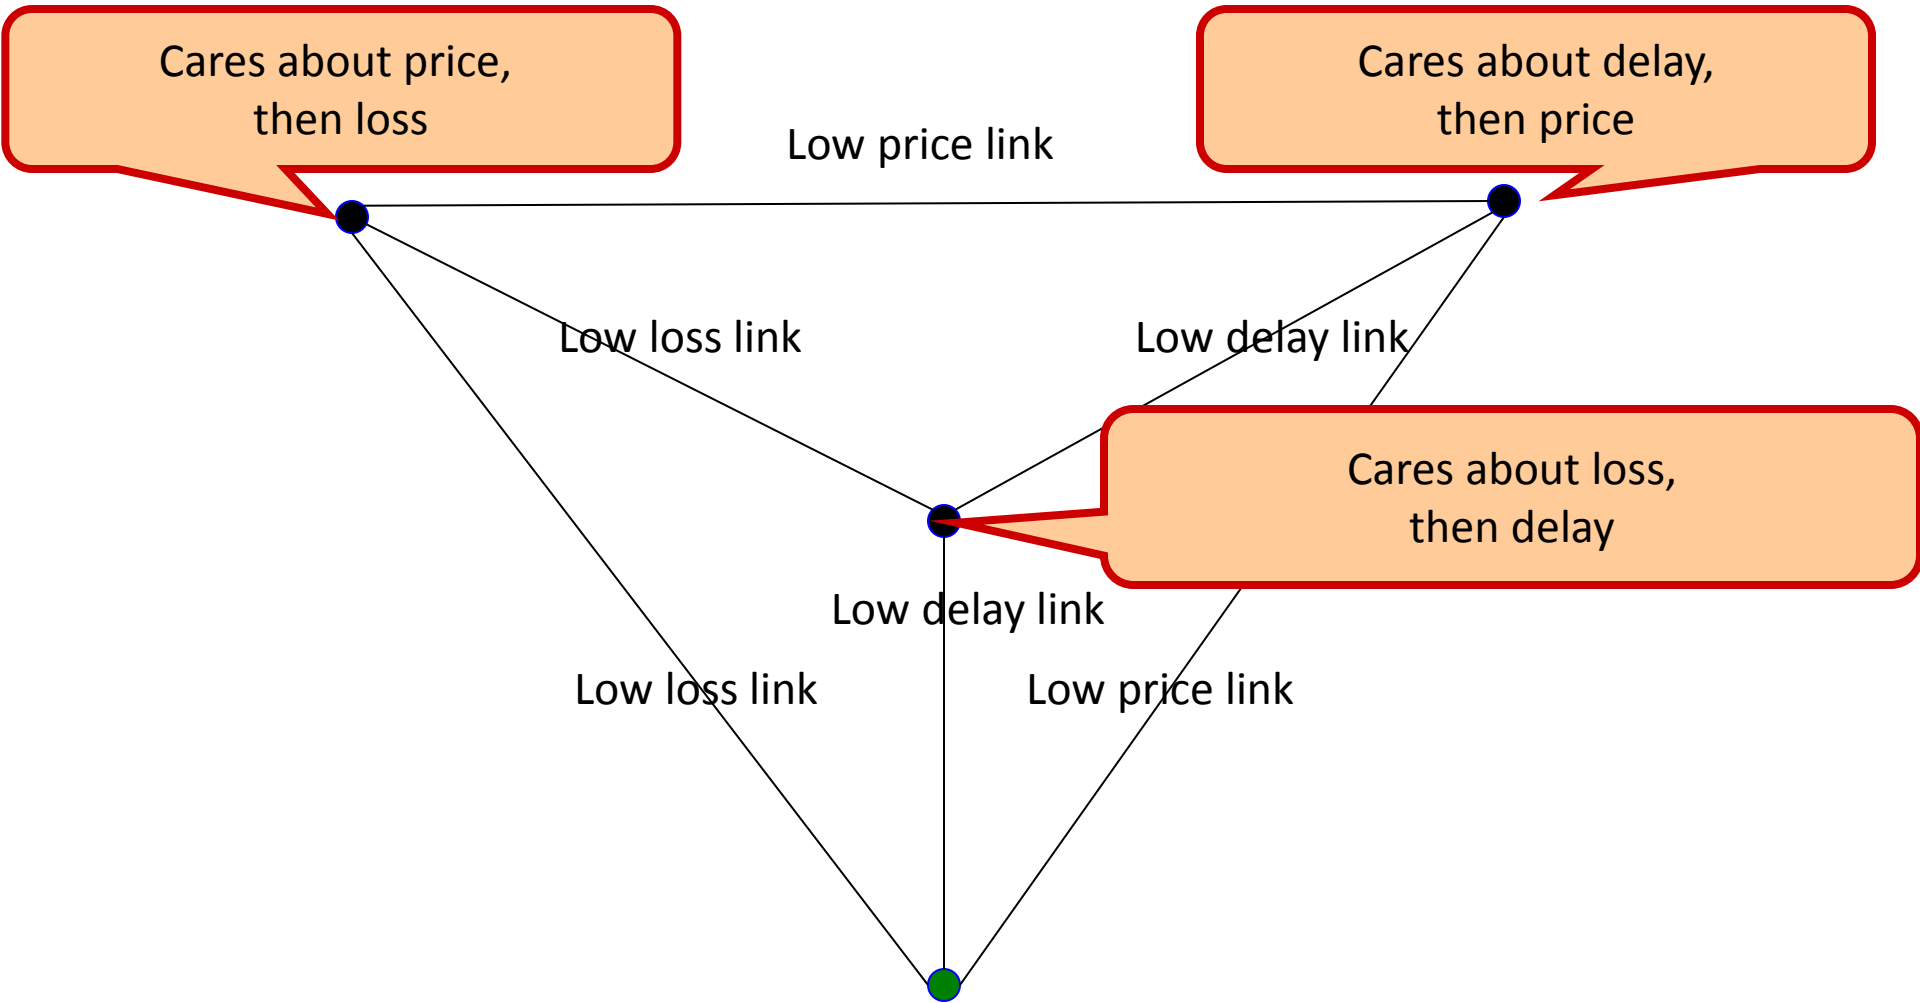 Cares about price,
then loss
Cares about delay,
then price
Low price link
Low loss link
Low delay link
Cares about loss,
then delay
Low delay link
Low loss link
Low price link